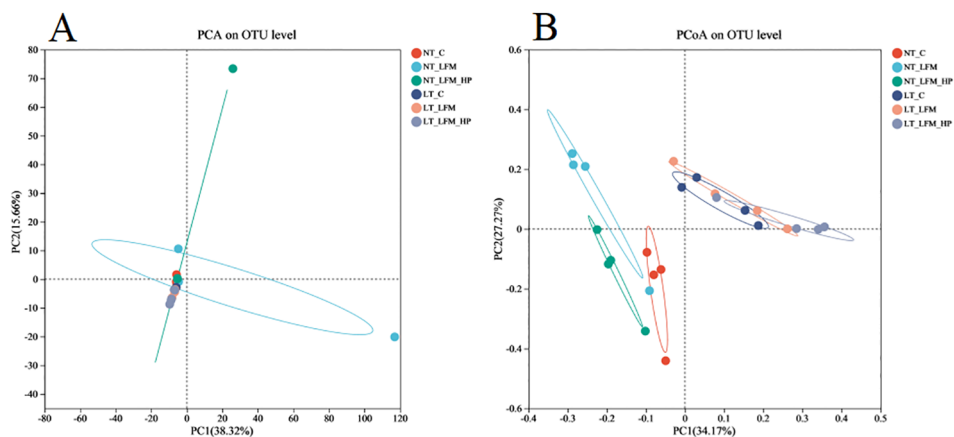 A
PCA on OTU level
80
70
60
50
40
30
20
10
0
-10
-20
-30
-40
PC2(15.66%)
-80
-60
-40
-20
0
20
40
60
80
100
120
PC1(38.32%)
NT_C
NT_LFM
NT_LFM_HP
LT_C
LT_LFM
LT_LFM_HP
B
PCoA on OTU level
0.6
0.4
0.2
0
-0.2
-0.4
-0.6
PC2(27.27%)
-0.4
-0.3
-0.2
-0.1
0
0.1
0.2
0.3
0.4
0.5
PC1(34.17%)
NT_C
NT_LFM
NT_LFM_HP
LT_C
LT_LFM
LT_LFM_HP